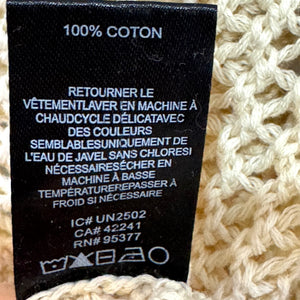 100% COTON
RETOURNER LE
VÊTEMENTLAVER EN MACHINE À
CHAUDCYCLE DÉLICATAVEC
DES COULEURS
SEMBLABLESUNIQUEMENT DE
L'EAU DE JAVEL SANS CHLORESI
NÉCESSAIRESÉCHER EN
MACHINE À BASSE
TEMPÉRATUREREPASSER À
FROID SI NÉCESSAIRE
IC# UN2502
CA# 42241
RN# 95377